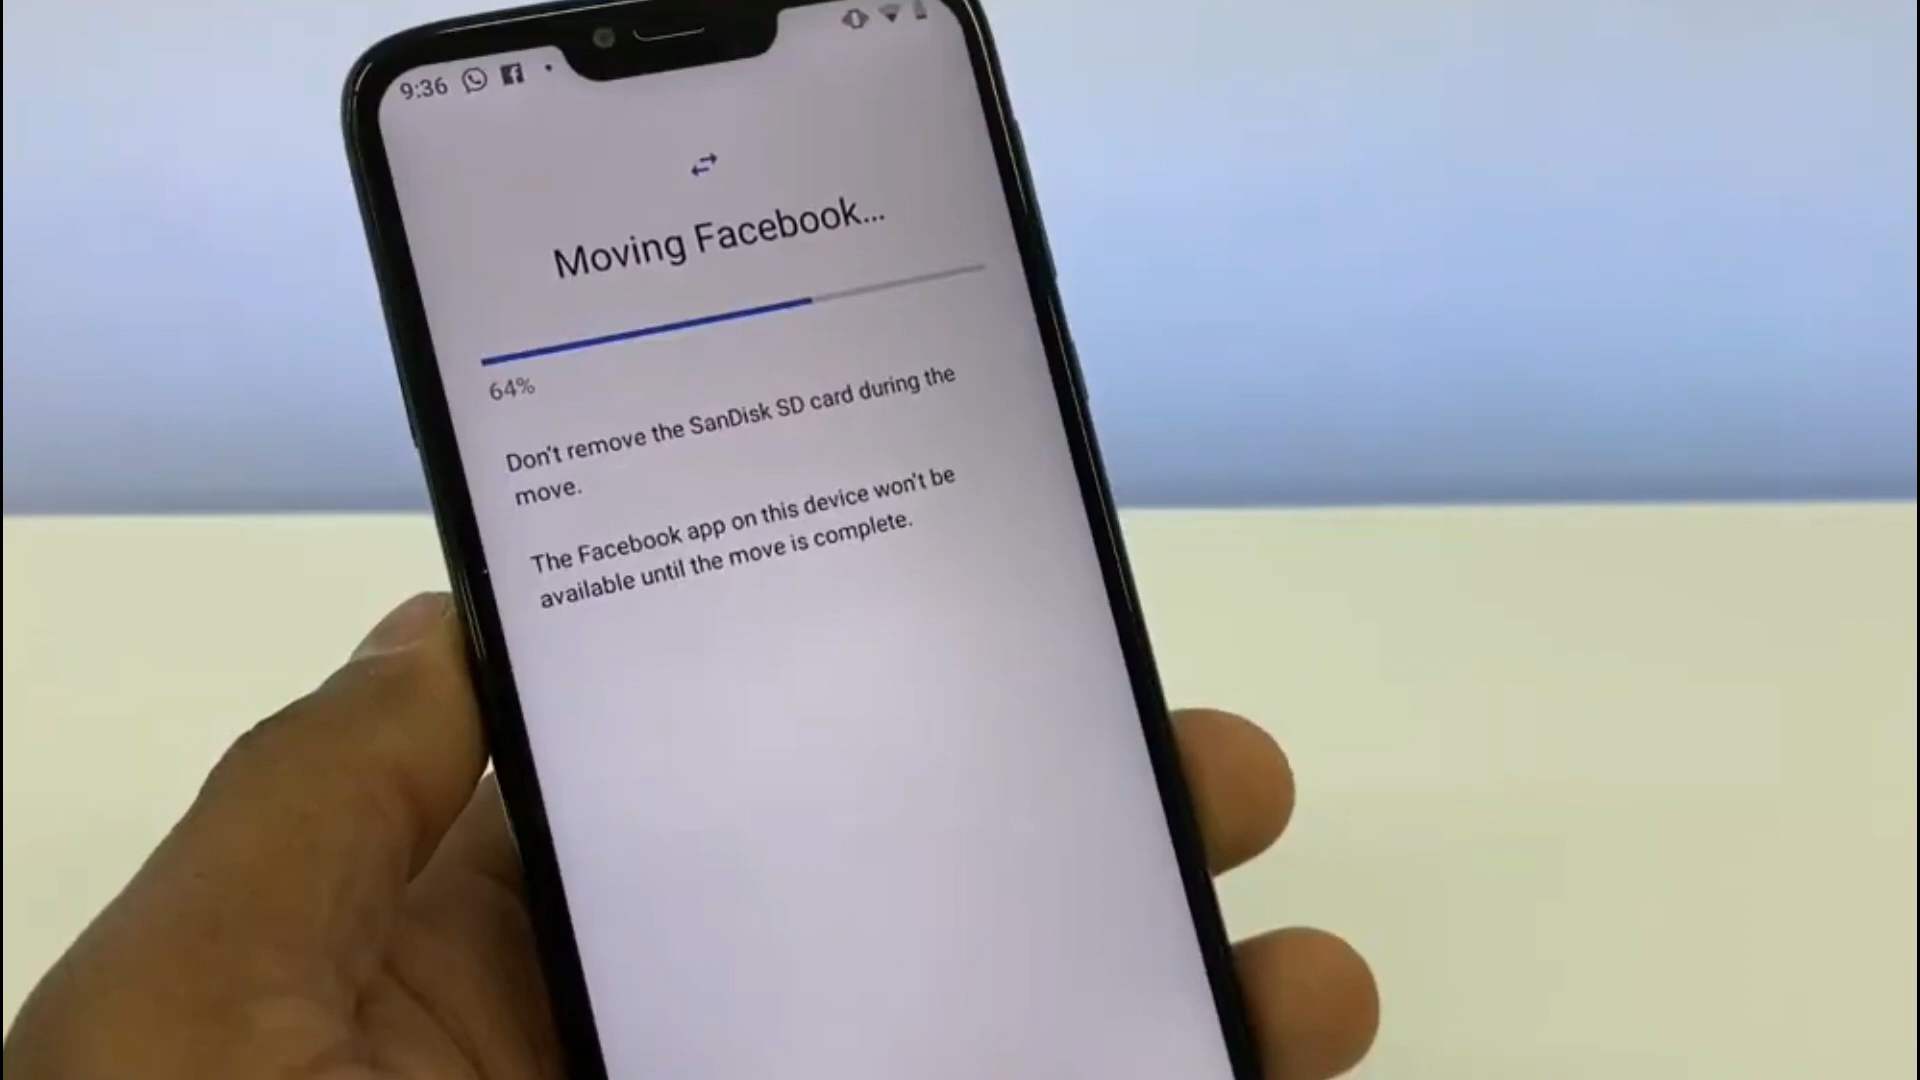 9:36
Moving Facebook...
64%
Don't remove the SanDisk SD card during the
move.
The Facebook app on this device won't be
available until the move is complete.